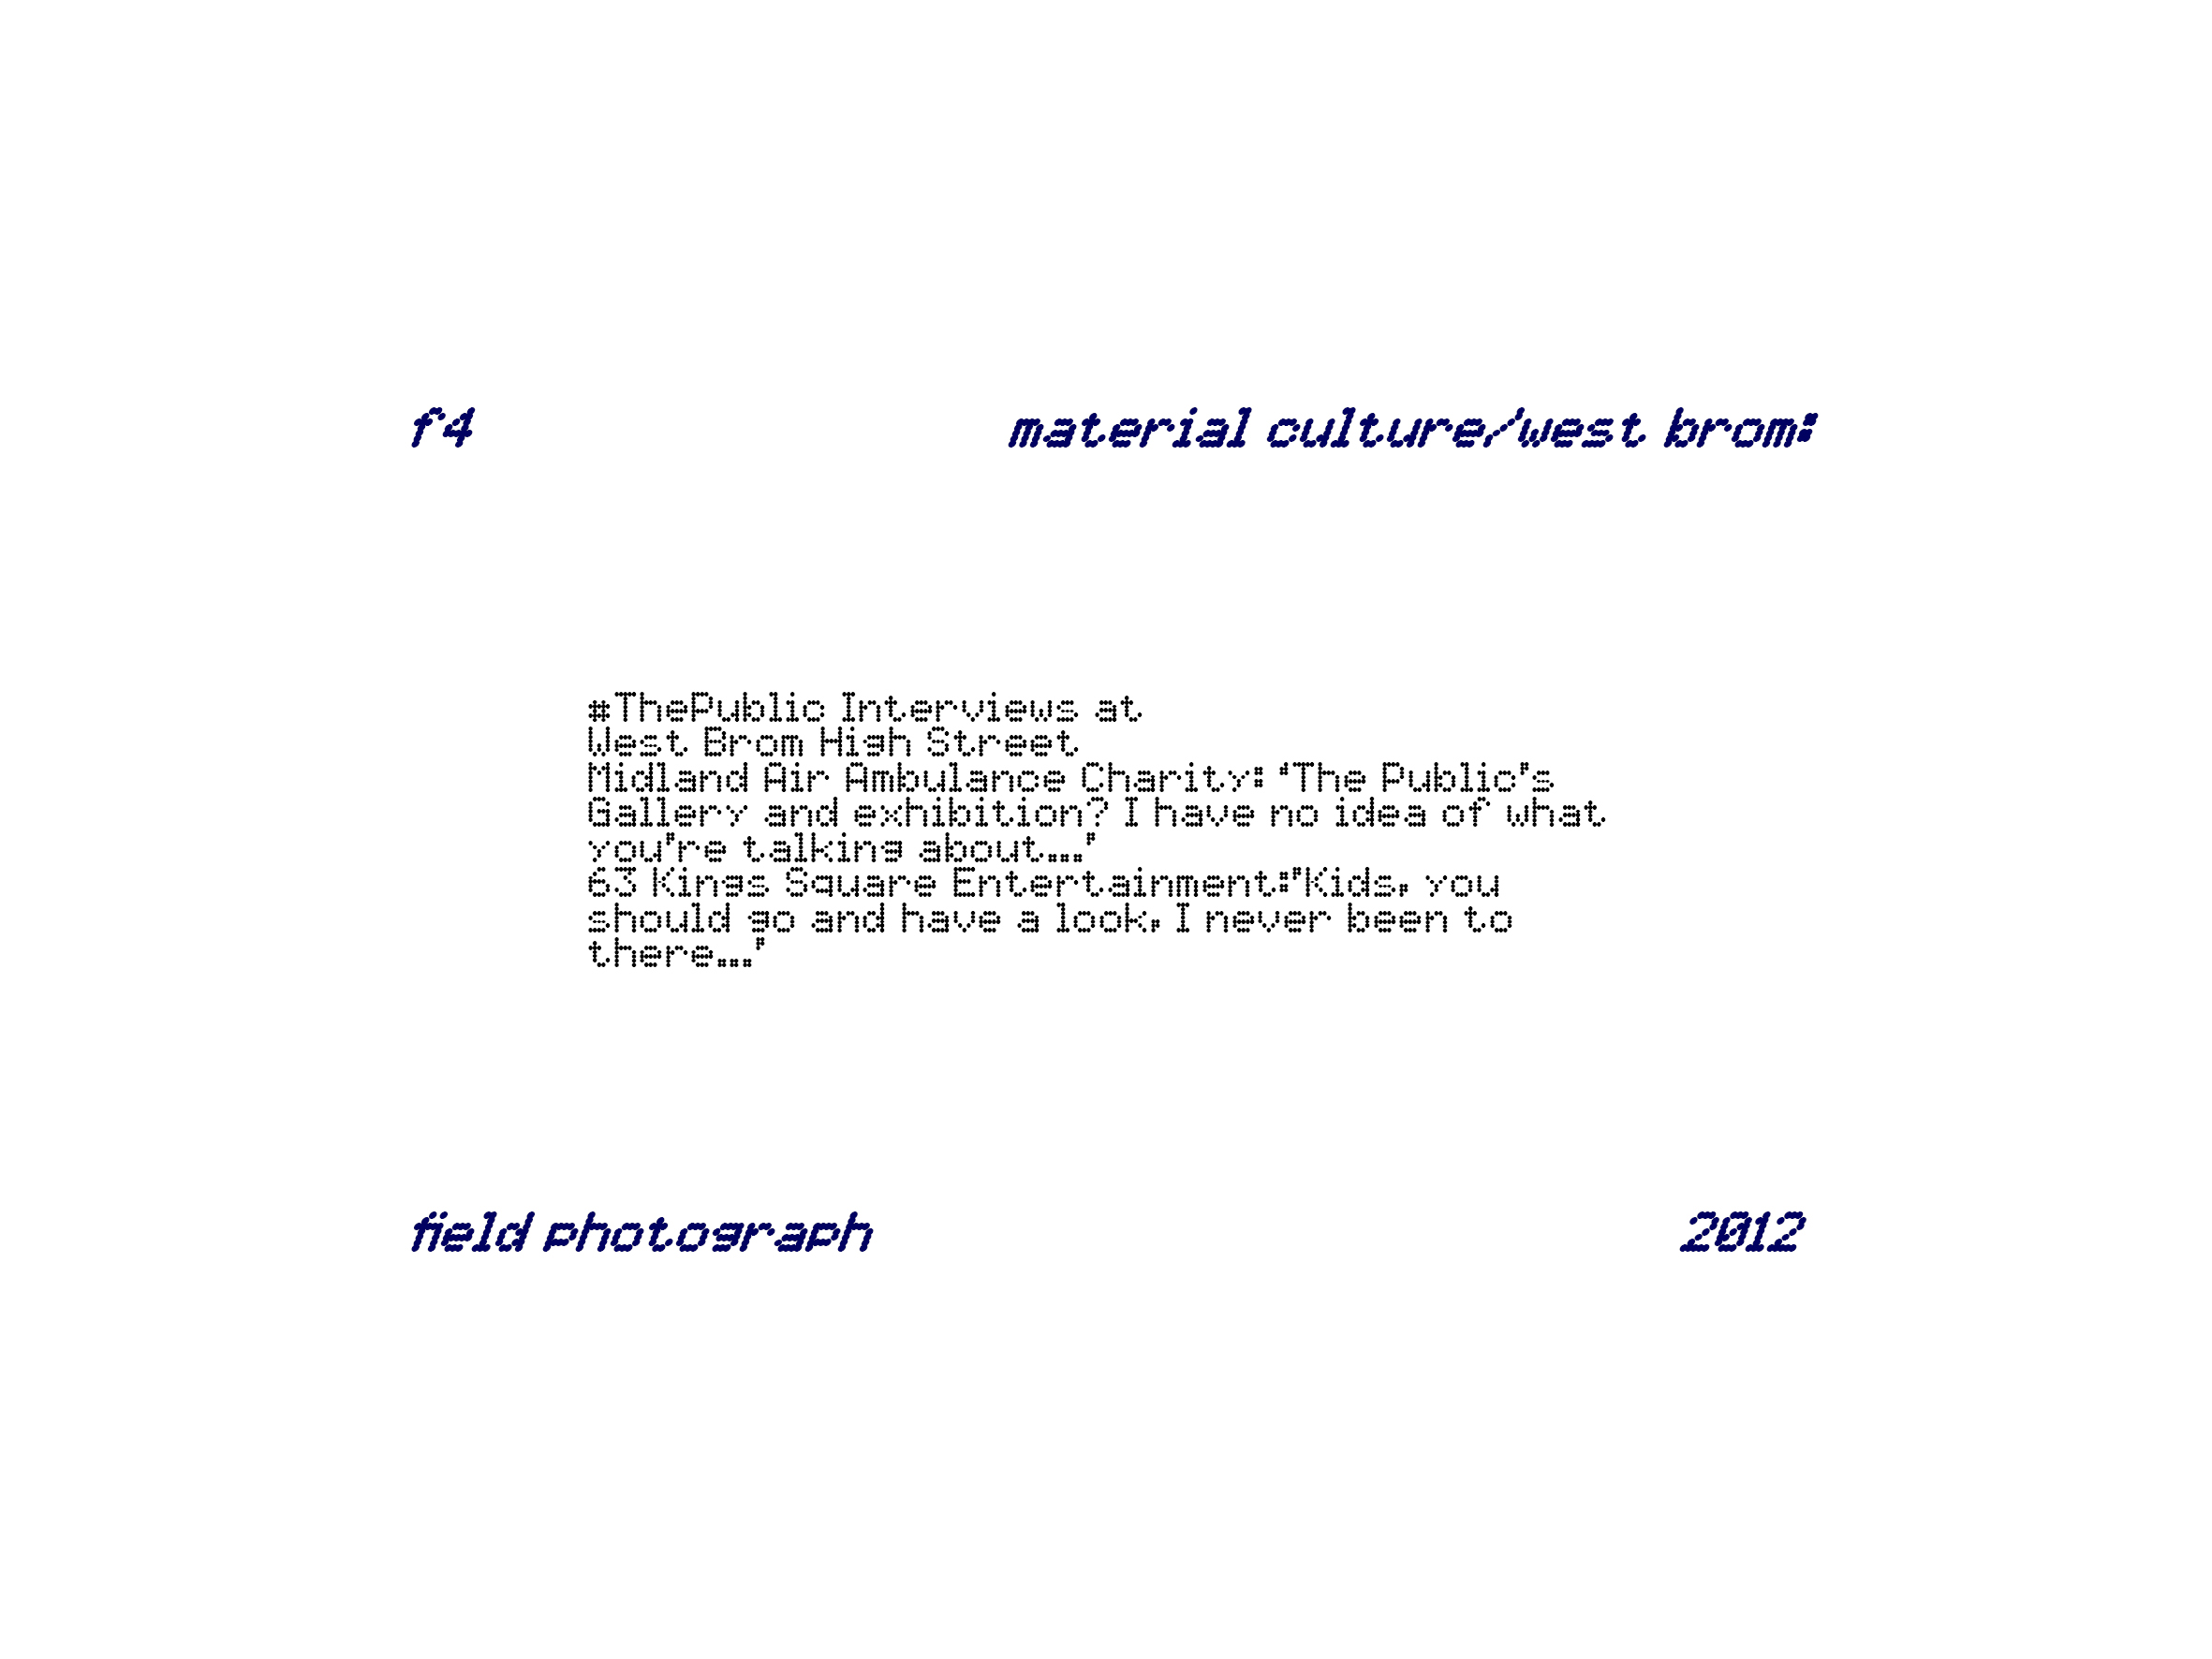 f4
material culture/west brom:
#ThePublic Interviews at
West Brom High Street
Midland Air Ambulance Charity: ‘The Public’s
Gallery and exhibition? I have no idea of what
you’re talking about...’
63 Kings Square Entertainment:’Kids, you
should go and have a look, I never been to
there...’
field photograph
2012